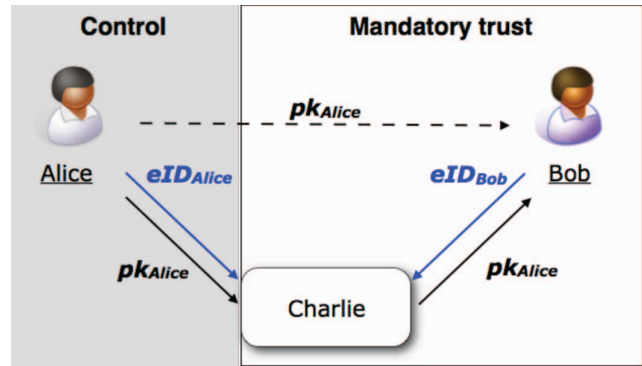 Control
Mandatory trust
pkAlice
Alice
Bob
eIDAlice
eIDBob
pkAlice
pkAlice
Charlie